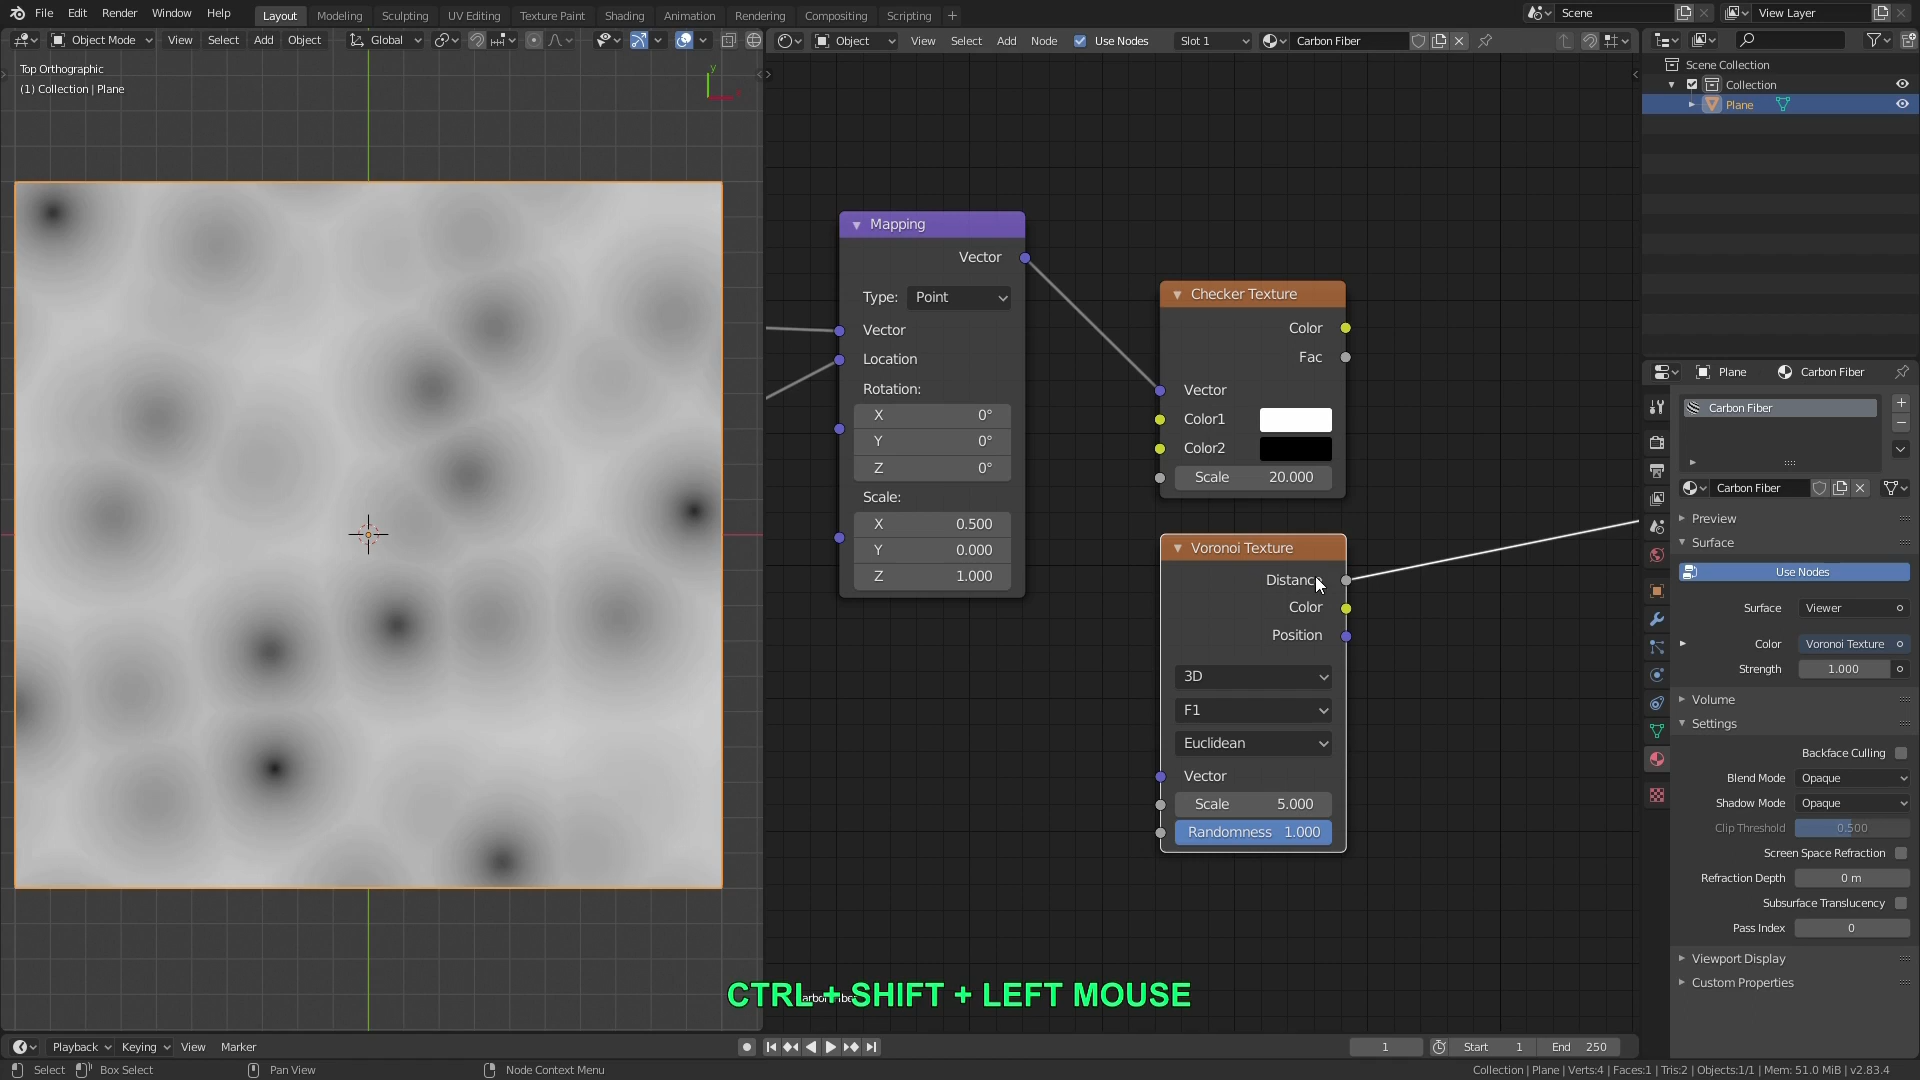 File Edit Render Window Help Layout Modeling Sculpting UV Editing Texture Paint Shading Animation Rendering Compositing Scripting + Scene View Layer
Object Mode View Select Add Object Global Object View Select Add Node Use Nodes Slot 1 Carbon Fiber
Top Orthographic
(1) Collection | Plane
y
Scene Collection
Collection
Plane
Mapping
Vector
Type: Point
Vector
Location
Rotation:
X 0°
Y 0°
Z 0°
Scale:
X 0.500
Y 0.000
Z 1.000
Checker Texture
Color
Fac
Vector
Color1
Color2
Scale 20.000
Voronoi Texture
Distance
Color
Position
3D
F1
Euclidean
Vector
Scale 5.000
Randomness 1.000
Plane Carbon Fiber
Carbon Fiber
Carbon Fiber
Preview
Surface
Use Nodes
Surface Viewer
Color Voronoi Texture
Strength 1.000
Volume
Settings
Backface Culling
Blend Mode Opaque
Shadow Mode Opaque
Clip Threshold 0.500
Screen Space Refraction
Refraction Depth 0 m
Subsurface Translucency
Pass Index 0
Viewport Display
Custom Properties
CTRL + SHIFT + LEFT MOUSE
Playback Keying View Marker 1 Start 1 End 250
Select Box Select Pan View Node Context Menu Collection | Plane | Verts:4 | Faces:1 | Tris:2 | Objects:1/1 | Mem: 51.0 MiB | v2.83.4